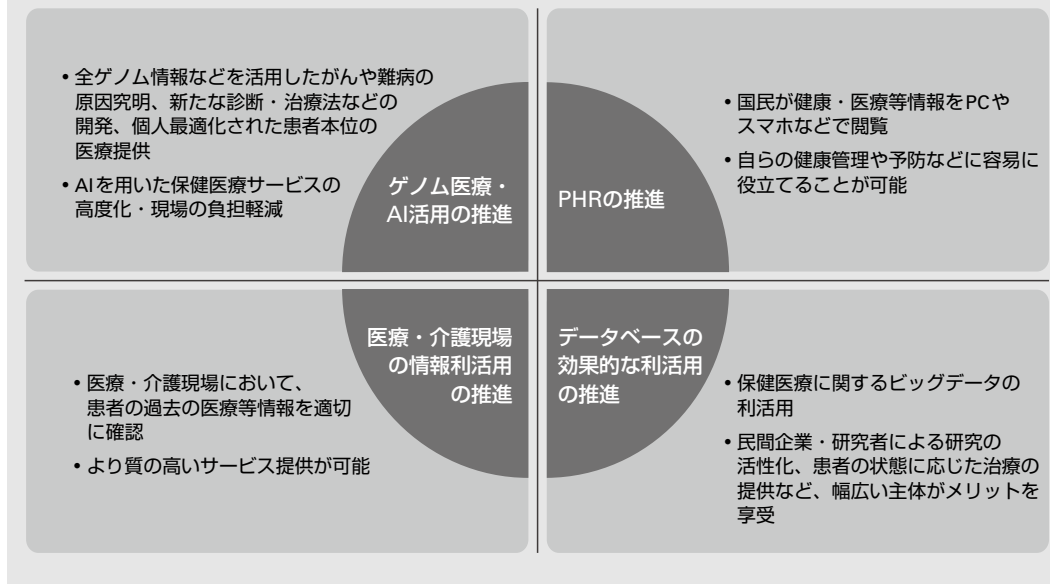 •全ゲノム情報などを活用したがんや難病の
原因究明、新たな診断・治療法などの
開発、個人最適化された患者本位の
医療提供
•AIを用いた保健医療サービスの
高度化・現場の負担軽減
ゲノム医療・
AI活用の推進
PHRの推進
•国民が健康・医療等情報をPCや
スマホなどで閲覧
•自らの健康管理や予防などに容易に
役立てることが可能
•医療・介護現場において、
患者の過去の医療等情報を適切
に確認
•より質の高いサービス提供が可能
医療・介護現場
の情報利活用
の推進
データベースの
効果的な利活用
の推進
•保健医療に関するビッグデータの
利活用
•民間企業・研究者による研究の
活性化、患者の状態に応じた治療の
提供など、幅広い主体がメリットを
享受